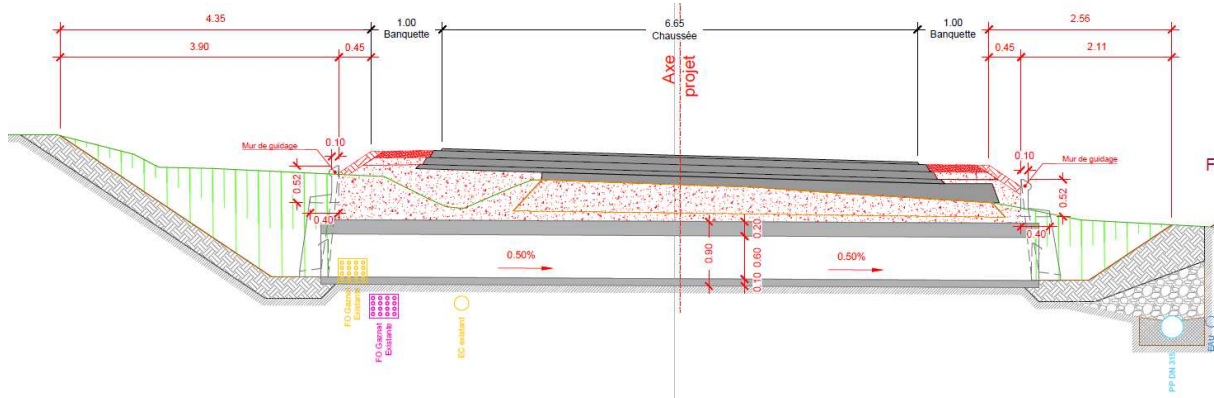 4.35
1.00
Banquette
6.65
Chaussée
1.00
Banquette
2.56
3.90
0.45
0.45
2.11
Axe
projet
Mur de guidage
0.10
0.10
Mur de guidage
F
0.52
0.52
0.40
0.40
0.20
0.90
0.60
0.10
0.50%
0.50%
FO Gaznat
Existante
FO Gaznat
Existante
EC existant
PP DN 315
EAU